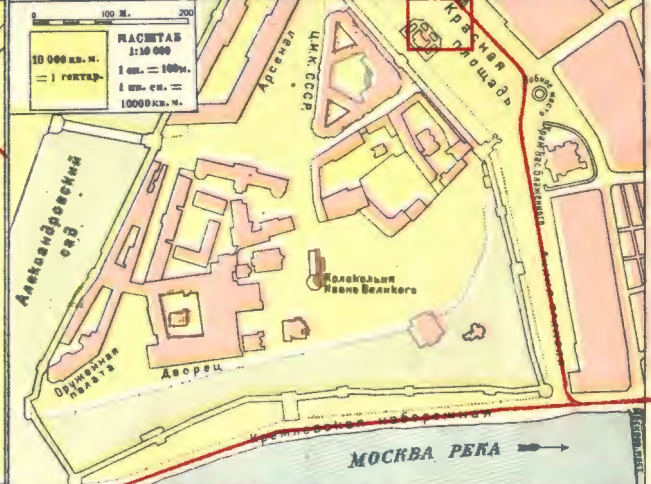 0 100 М. 200
10 000 кв. м.
= 1 гектар.
МАСШТАБ
1:10 000
1 см. = 100м.
1 кв. см. =
10000 кв. м.
Арсенал
Ц.И.К. СССР.
Красная
площадь
Лобное место
Храм Вас. Блаженного
Александровский
сад
Колокольня
Ивана Великого
Оружейная
палата
Дворец
Кремлевская набережная
МОСКВА РЕКА